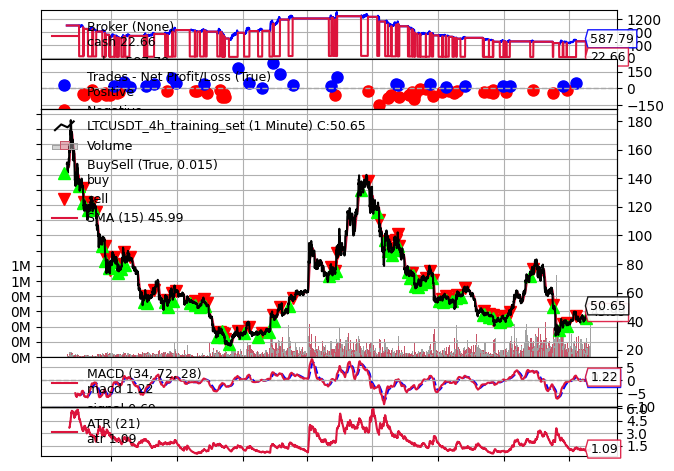 Broker (None)
cash 22.66
1200
587.79
22.66
0
Trades - Net Profit/Loss (True)
Positive
150
0
−150
LTCUSDT_4h_training_set (1 Minute) C:50.65
Volume
BuySell (True, 0.015)
buy
sell
SMA (15) 45.99
180
160
140
120
100
80
60
50.65
40
20
1M
1M
0M
0M
0M
0M
0M
MACD (34, 72, 28)
macd 1.22
5
1.22
−5
−10
ATR (21)
atr 1.09
6.0
4.5
3.0
1.5
1.09